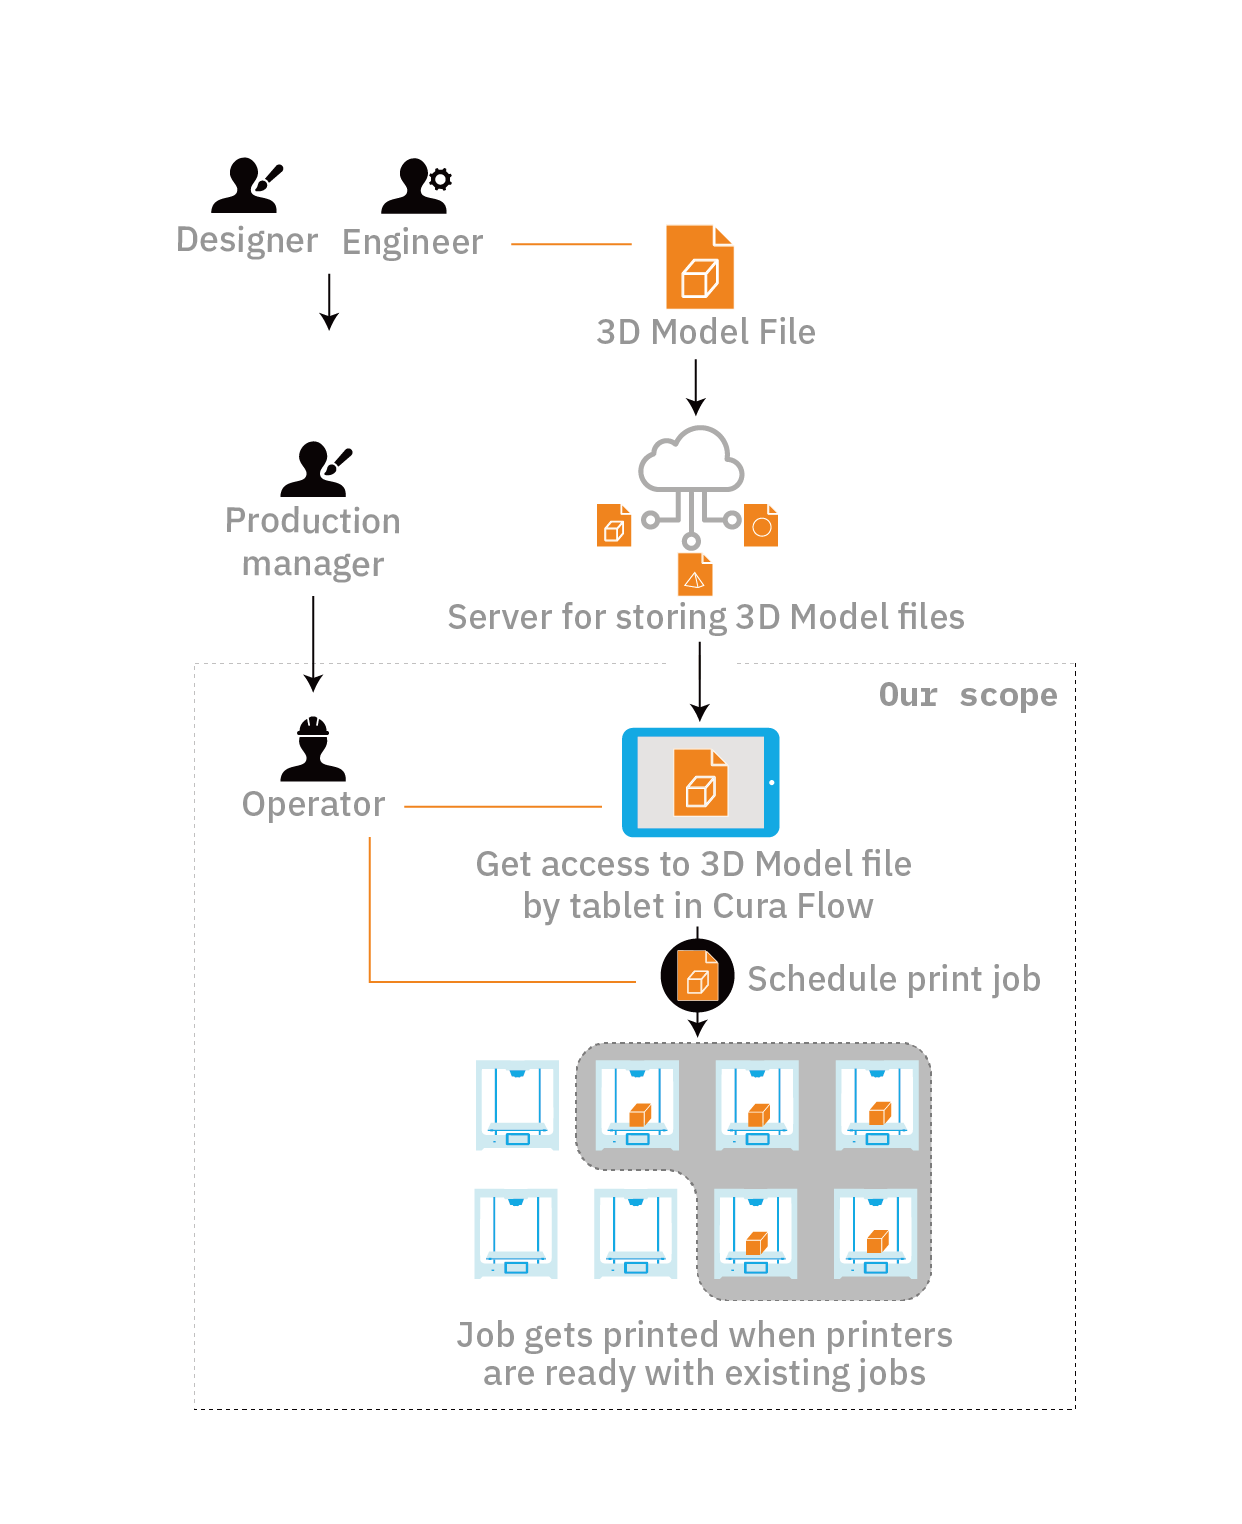 Designer
Engineer
3D Model File
Production
manager
Server for storing 3D Model files
Our scope
Operator
Get access to 3D Model file
by tablet in Cura Flow
Schedule print job
Job gets printed when printers
are ready with existing jobs